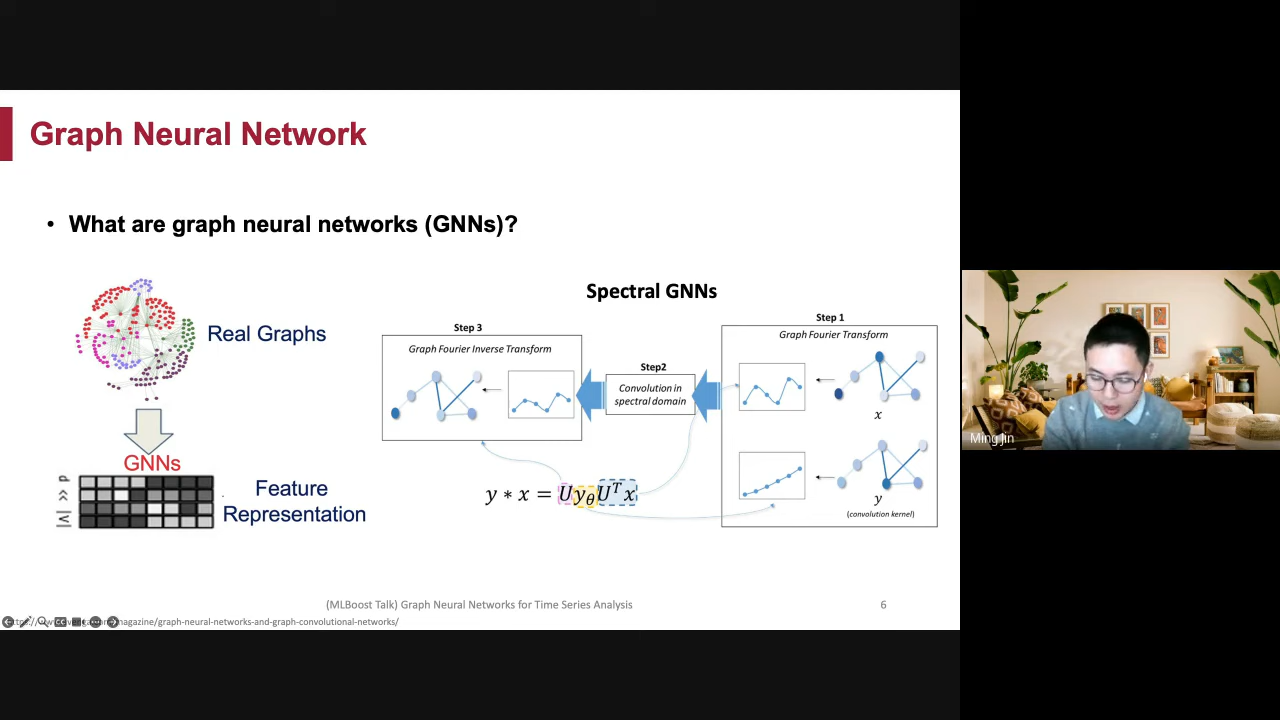 Graph Neural Network
• What are graph neural networks (GNNs)?
Real Graphs
GNNs
|V| >> p
Feature
Representation
Spectral GNNs
Step 3
Graph Fourier Inverse Transform
Step2
Convolution in
spectral domain
Step 1
Graph Fourier Transform
x
y
(convolution kernel)
y * x = U y_θ U^T x
(MLBoost Talk) Graph Neural Networks for Time Series Analysis
6
magazine/graph-neural-networks-and-graph-convolutional-networks/
Ming Jin